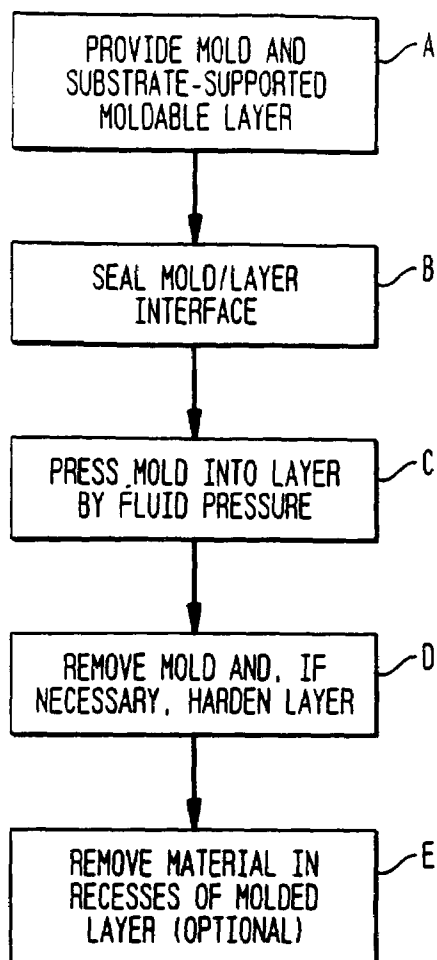 PROVIDE MOLD AND
SUBSTRATE-SUPPORTED
MOLDABLE LAYER
A
SEAL MOLD/LAYER
INTERFACE
B
PRESS MOLD INTO LAYER
BY FLUID PRESSURE
C
REMOVE MOLD AND, IF
NECESSARY, HARDEN LAYER
D
REMOVE MATERIAL IN
RECESSES OF MOLDED
LAYER (OPTIONAL)
E